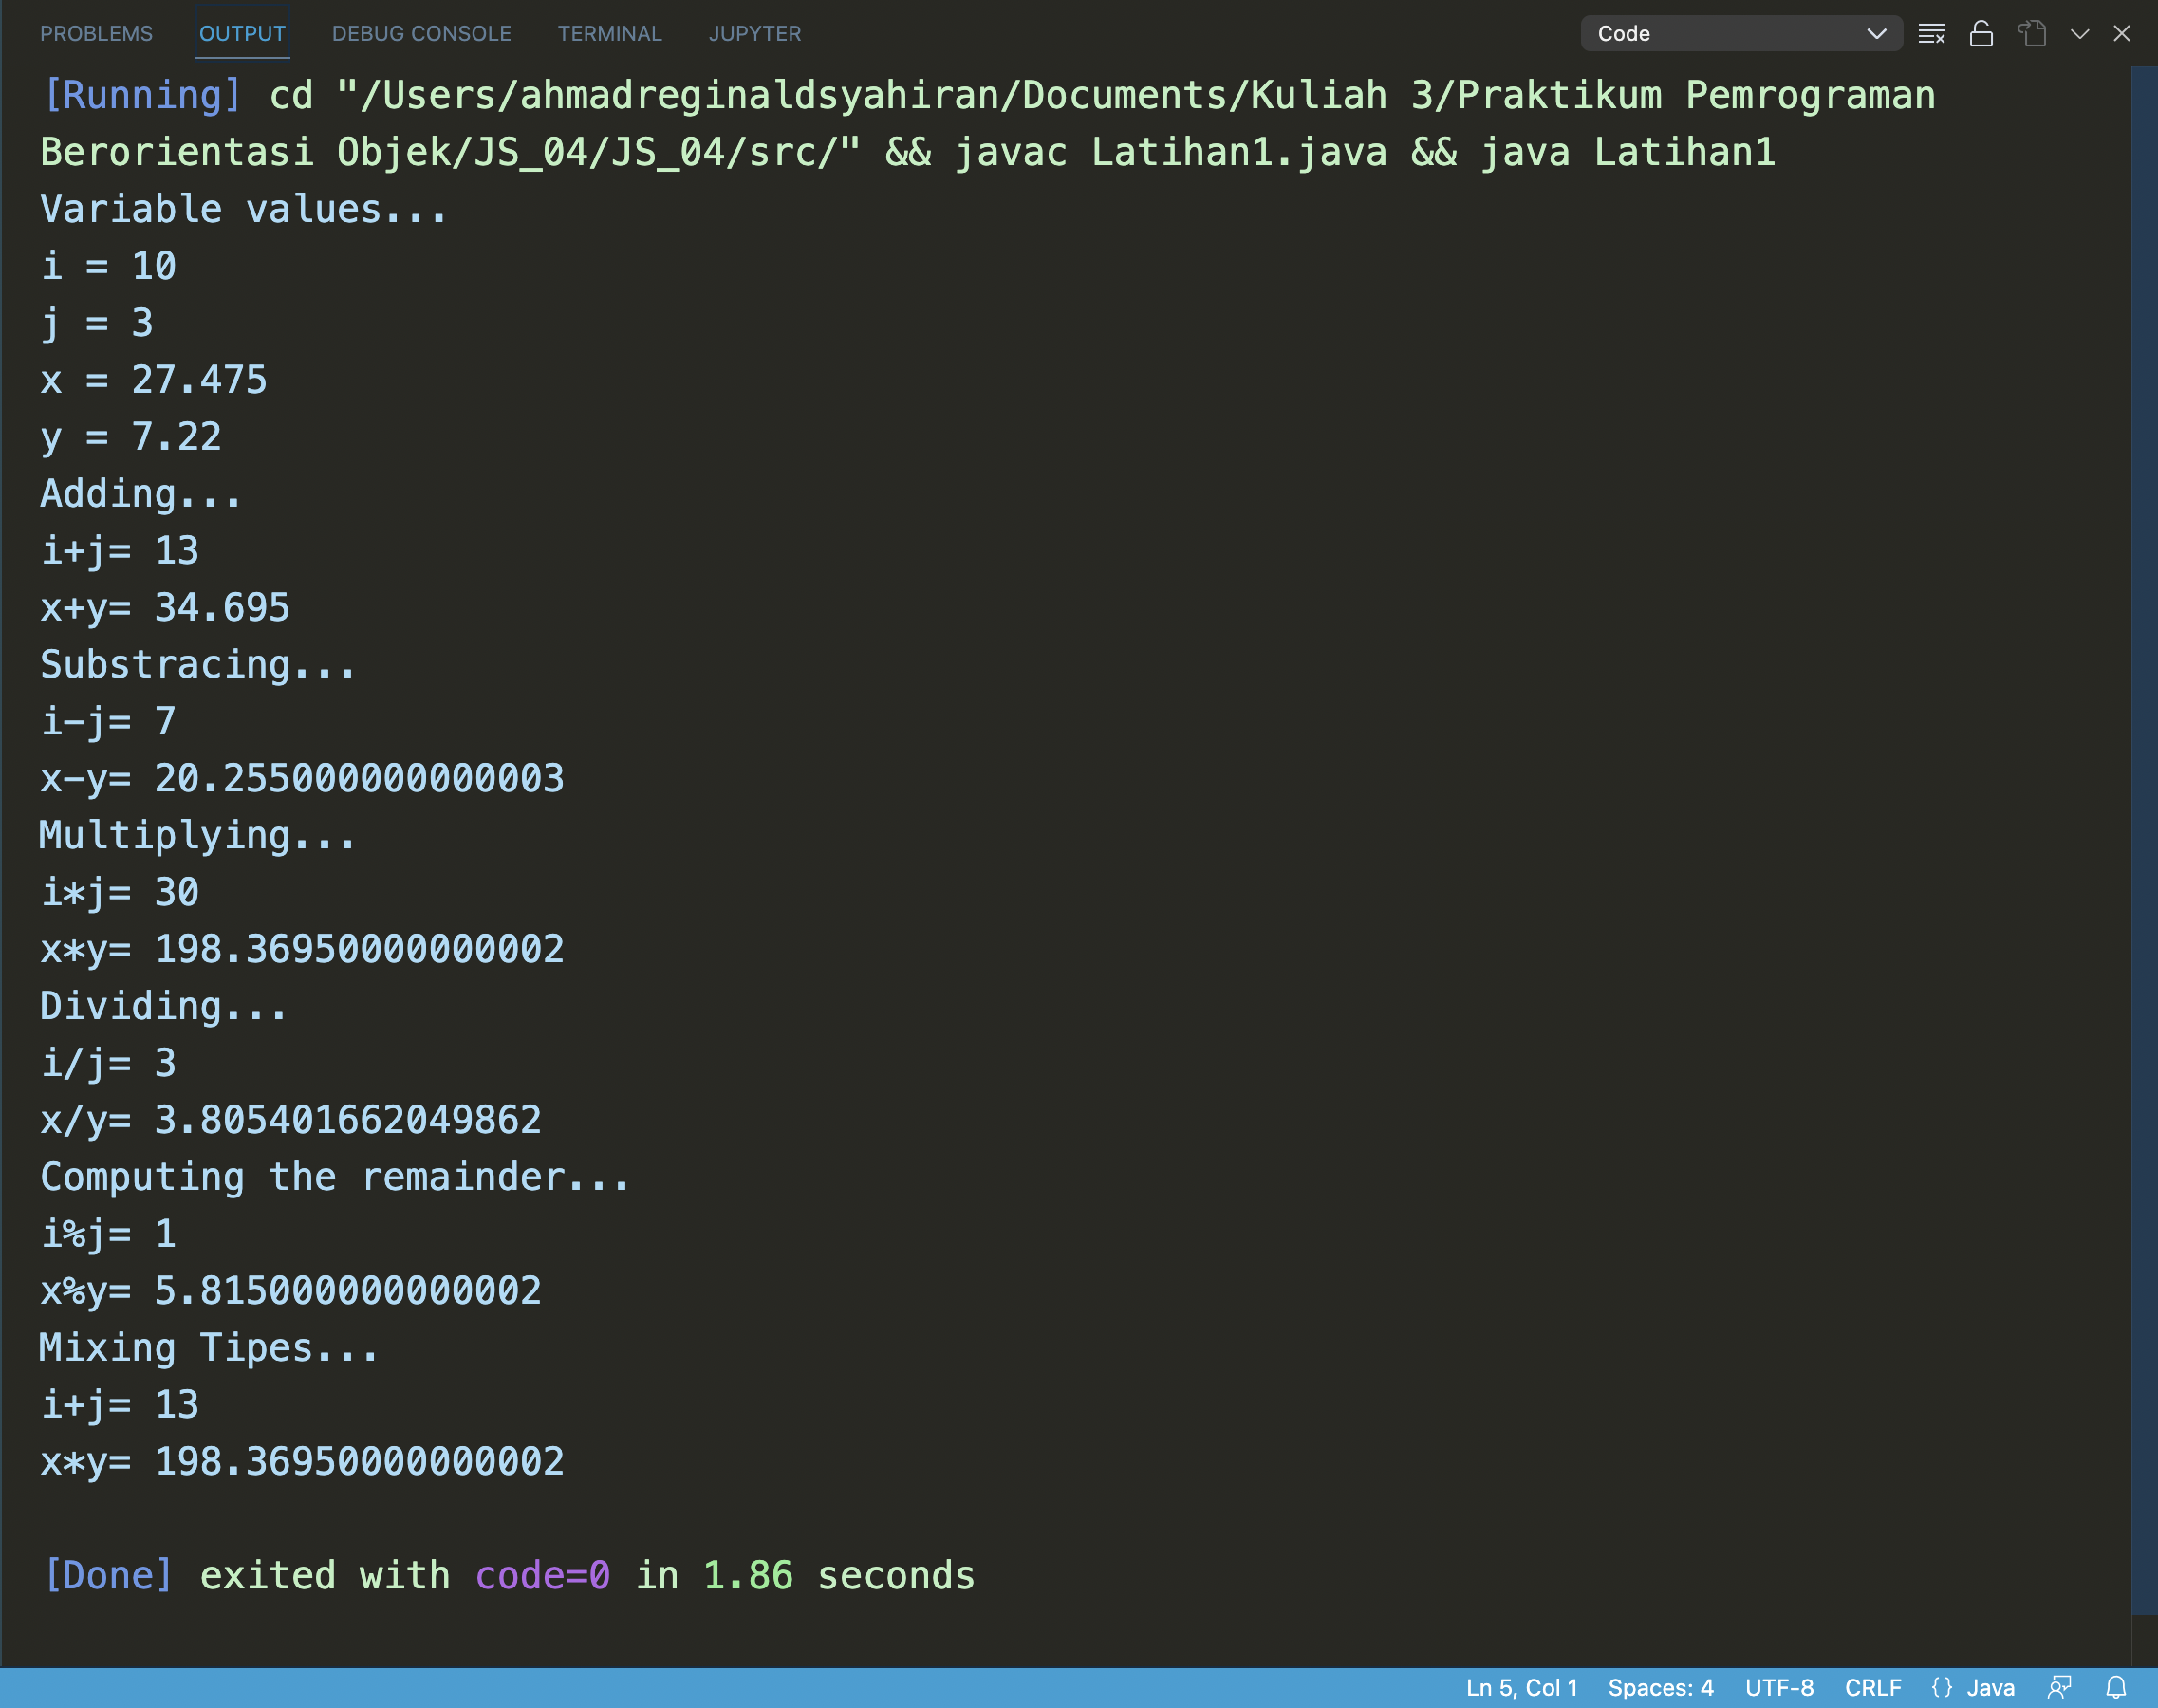 PROBLEMS OUTPUT DEBUG CONSOLE TERMINAL JUPYTER Code
[Running] cd "/Users/ahmadreginaldsyahiran/Documents/Kuliah 3/Praktikum Pemrograman
Berorientasi Objek/JS_04/JS_04/src/" && javac Latihan1.java && java Latihan1
Variable values...
i = 10
j = 3
x = 27.475
y = 7.22
Adding...
i+j= 13
x+y= 34.695
Substracing...
i-j= 7
x-y= 20.255000000000003
Multiplying...
i*j= 30
x*y= 198.36950000000002
Dividing...
i/j= 3
x/y= 3.805401662049862
Computing the remainder...
i%j= 1
x%y= 5.815000000000002
Mixing Tipes...
i+j= 13
x*y= 198.36950000000002
[Done] exited with code=0 in 1.86 seconds
Ln 5, Col 1 Spaces: 4 UTF-8 CRLF {} Java